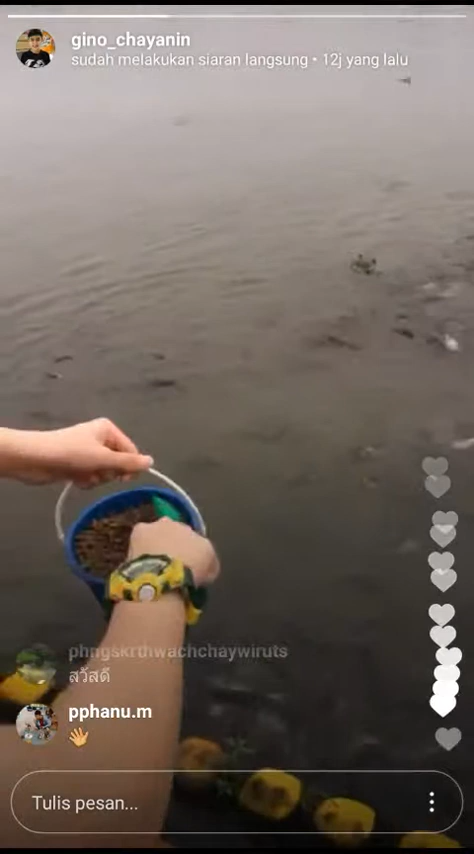 gino_chayanin
sudah melakukan siaran langsung • 12j yang lalu
phngskrthwachchaywiruts
สวัสดี
pphanu.m
👋
Tulis pesan...